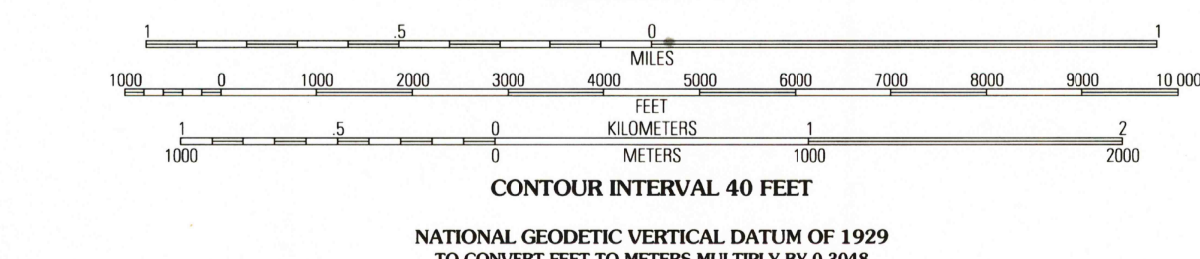 1 .5 0 1
MILES
1000 0 1000 2000 3000 4000 5000 6000 7000 8000 9000 10 000
FEET
1 .5 0 KILOMETERS 1 2
1000 0 METERS 1000 2000
CONTOUR INTERVAL 40 FEET
NATIONAL GEODETIC VERTICAL DATUM OF 1929
TO CONVERT FEET TO METERS MULTIPLY BY 0.3048